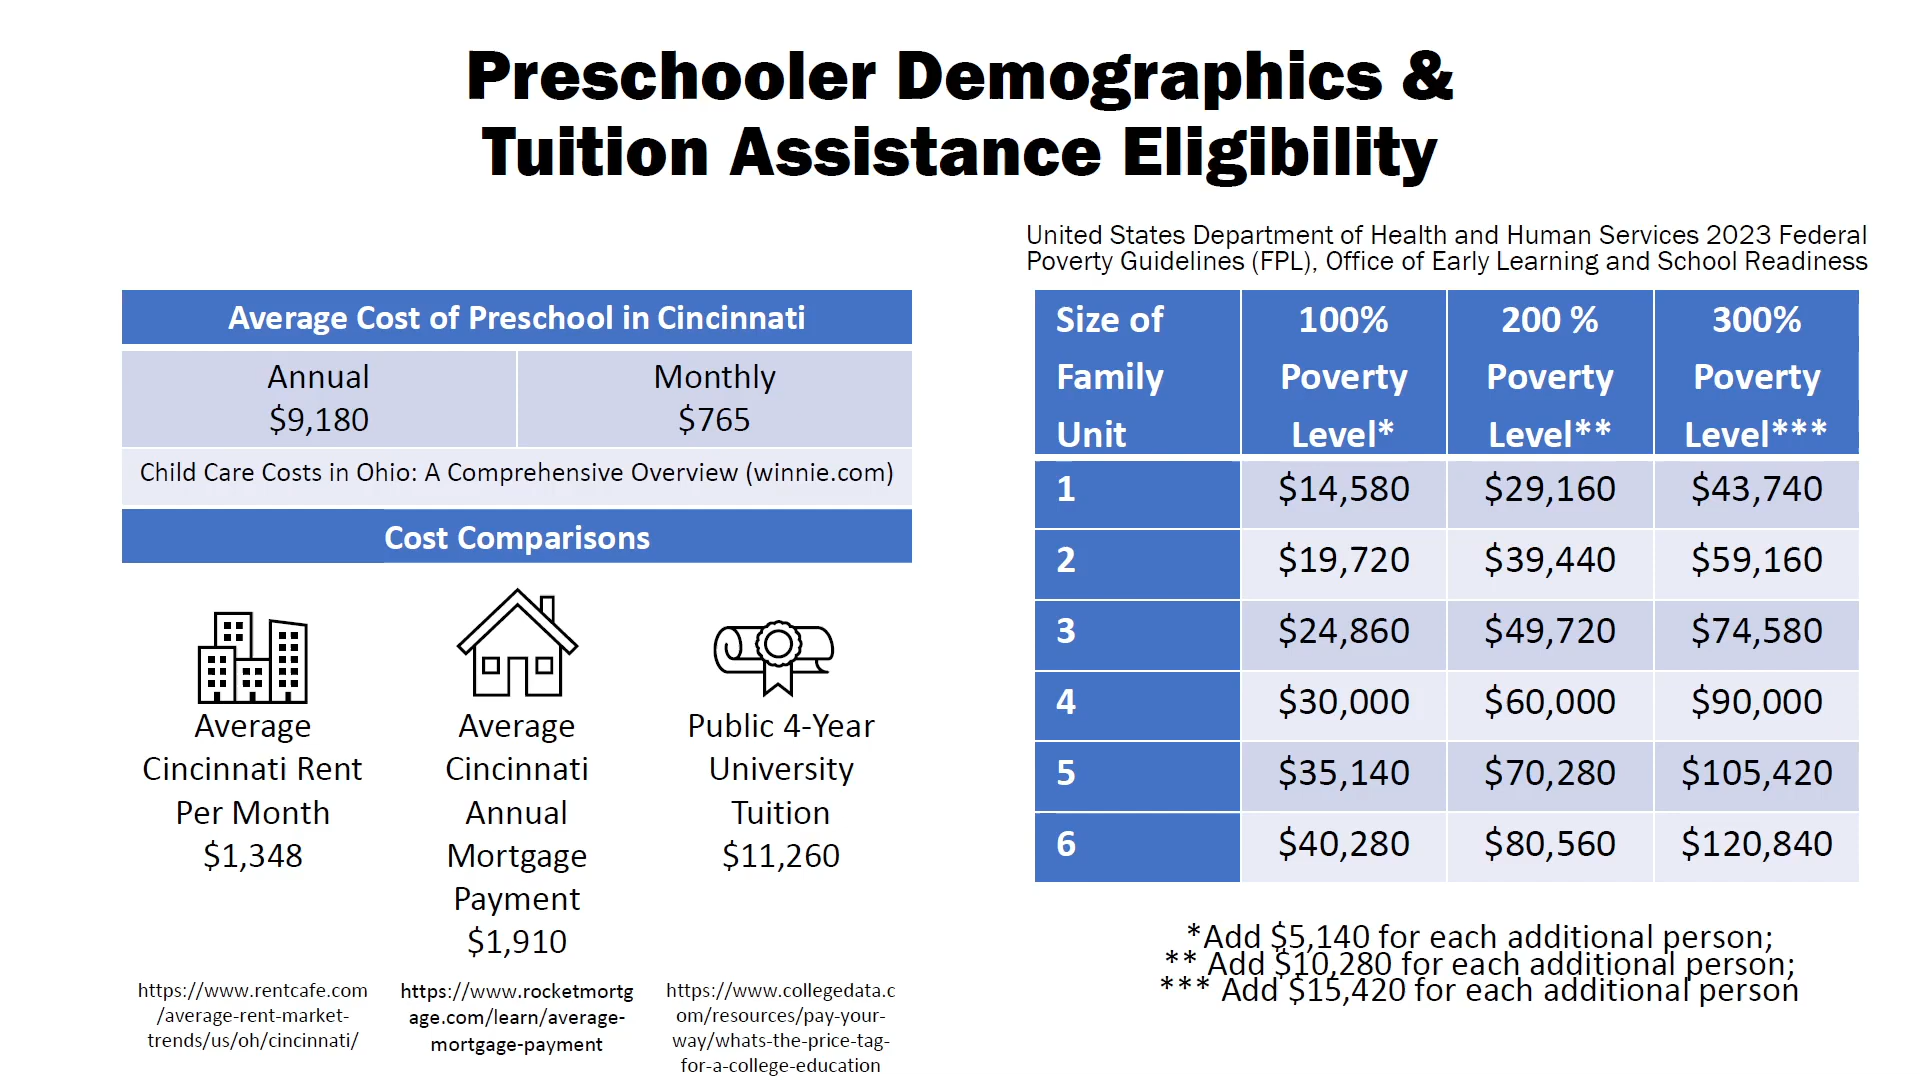 Preschooler Demographics &
Tuition Assistance Eligibility
Average Cost of Preschool in Cincinnati
Annual
$9,180
Monthly
$765
Child Care Costs in Ohio: A Comprehensive Overview (winnie.com)
Cost Comparisons
Average
Cincinnati Rent
Per Month
$1,348
https://www.rentcafe.com
/average-rent-market-
trends/us/oh/cincinnati/
Average
Cincinnati
Annual
Mortgage
Payment
$1,910
https://www.rocketmortg
age.com/learn/average-
mortgage-payment
Public 4-Year
University
Tuition
$11,260
https://www.collegedata.c
om/resources/pay-your-
way/whats-the-price-tag-
for-a-college-education
United States Department of Health and Human Services 2023 Federal
Poverty Guidelines (FPL), Office of Early Learning and School Readiness
Size of
Family
Unit
100%
Poverty
Level*
200 %
Poverty
Level**
300%
Poverty
Level***
1 $14,580 $29,160 $43,740
2 $19,720 $39,440 $59,160
3 $24,860 $49,720 $74,580
4 $30,000 $60,000 $90,000
5 $35,140 $70,280 $105,420
6 $40,280 $80,560 $120,840
*Add $5,140 for each additional person;
** Add $10,280 for each additional person;
*** Add $15,420 for each additional person